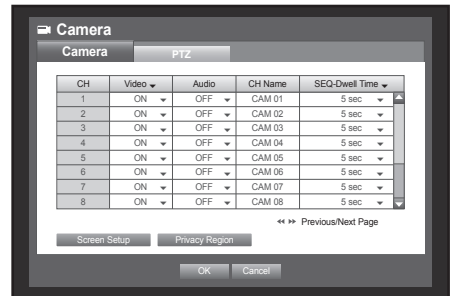 Camera
Camera PTZ
CH Video Audio CH Name SEQ-Dwell Time
1 ON OFF CAM 01 5 sec
2 ON OFF CAM 02 5 sec
3 ON OFF CAM 03 5 sec
4 ON OFF CAM 04 5 sec
5 ON OFF CAM 05 5 sec
6 ON OFF CAM 06 5 sec
7 ON OFF CAM 07 5 sec
8 ON OFF CAM 08 5 sec
Previous/Next Page
Screen Setup Privacy Region
OK Cancel